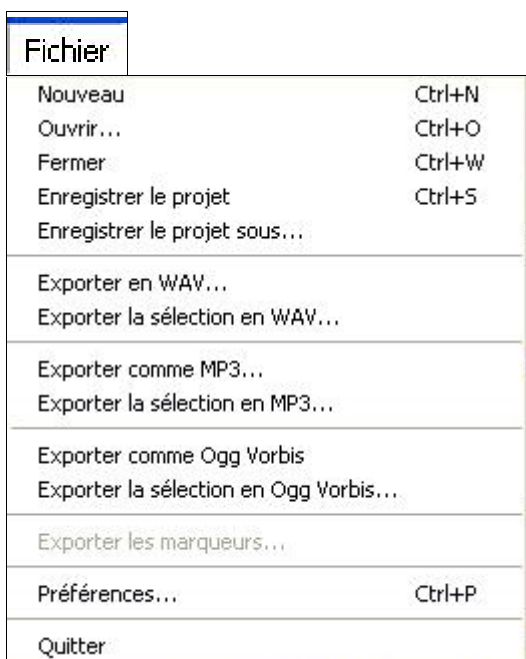 Fichier
Nouveau Ctrl+N
Ouvrir... Ctrl+O
Fermer Ctrl+W
Enregistrer le projet Ctrl+S
Enregistrer le projet sous...
Exporter en WAV...
Exporter la sélection en WAV...
Exporter comme MP3...
Exporter la sélection en MP3...
Exporter comme Ogg Vorbis
Exporter la sélection en Ogg Vorbis...
Exporter les marqueurs...
Préférences... Ctrl+P
Quitter